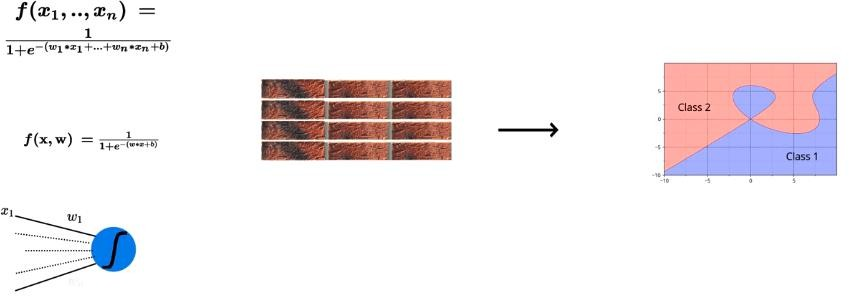 f(x₁,..,xₙ) =
1
1+e^−(w₁*x₁+...+wₙ*xₙ+b)
f(x,w) = 1
1+e^−(w*x+b)
x₁
w₁
5
0
−5
−10
−10
−5
0
5
Class 2
Class 1